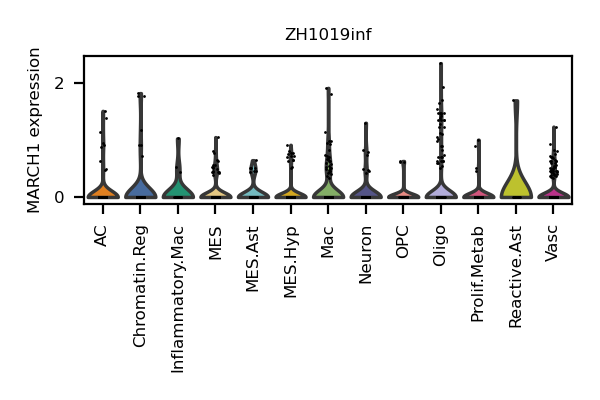 ZH1019inf
MARCH1 expression
2
0
AC
Chromatin.Reg
Inflammatory.Mac
MES
MES.Ast
MES.Hyp
Mac
Neuron
OPC
Oligo
Prolif.Metab
Reactive.Ast
Vasc